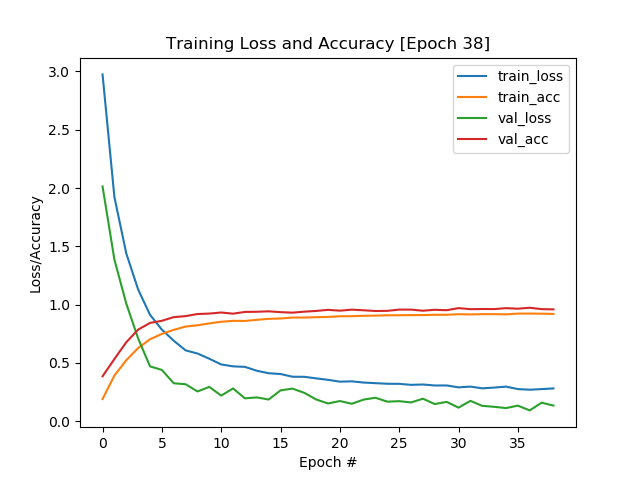 Training Loss and Accuracy [Epoch 38]
train_loss
train_acc
val_loss
val_acc
3.0
2.5
2.0
1.5
1.0
0.5
0.0
Loss/Accuracy
0 5 10 15 20 25 30 35
Epoch #